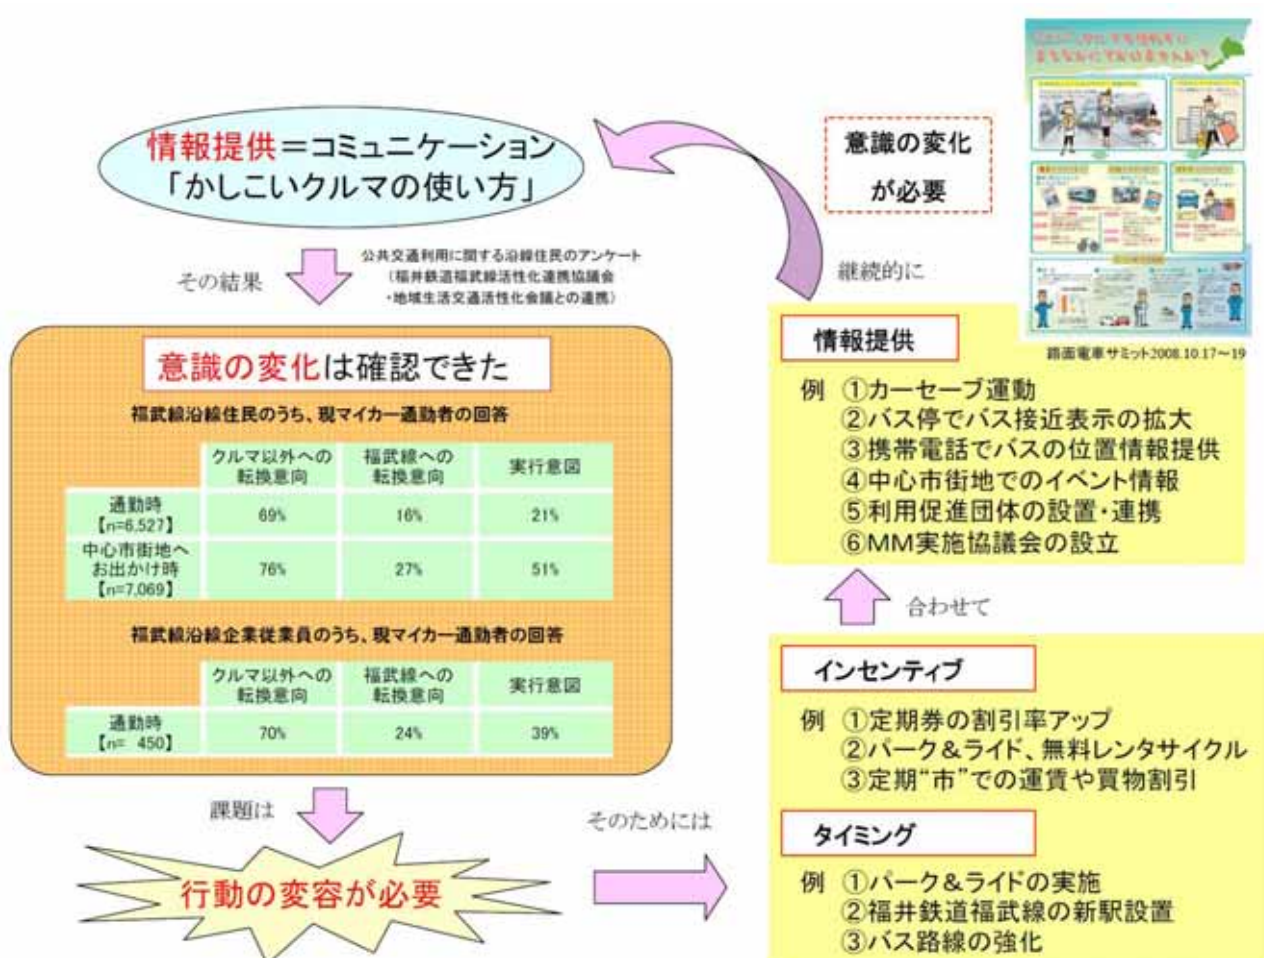 情報提供＝コミュニケーション
「かしこいクルマの使い方」
その結果
公共交通利用に関する沿線住民のアンケート
（福井鉄道福武線活性化連携協議会
・地域生活交通活性化会議との連携）
意識の変化は確認できた
福武線沿線住民のうち、現マイカー通勤者の回答
クルマ以外への転換意向 福武線への転換意向 実行意図
通勤時【n=6,527】 69% 16% 21%
中心市街地へお出かけ時【n=7,069】 76% 27% 51%
福武線沿線企業従業員のうち、現マイカー通勤者の回答
クルマ以外への転換意向 福武線への転換意向 実行意図
通勤時【n= 450】 70% 24% 39%
課題は
行動の変容が必要
そのためには
意識の変化
が必要
継続的に
路面電車サミット2008.10.17～19
情報提供
例 ①カーセーブ運動
②バス停でバス接近表示の拡大
③携帯電話でバスの位置情報提供
④中心市街地でのイベント情報
⑤利用促進団体の設置・連携
⑥MM実施協議会の設立
合わせて
インセンティブ
例 ①定期券の割引率アップ
②パーク＆ライド、無料レンタサイクル
③定期“市”での運賃や買物割引
タイミング
例 ①パーク＆ライドの実施
②福井鉄道福武線の新駅設置
③バス路線の強化